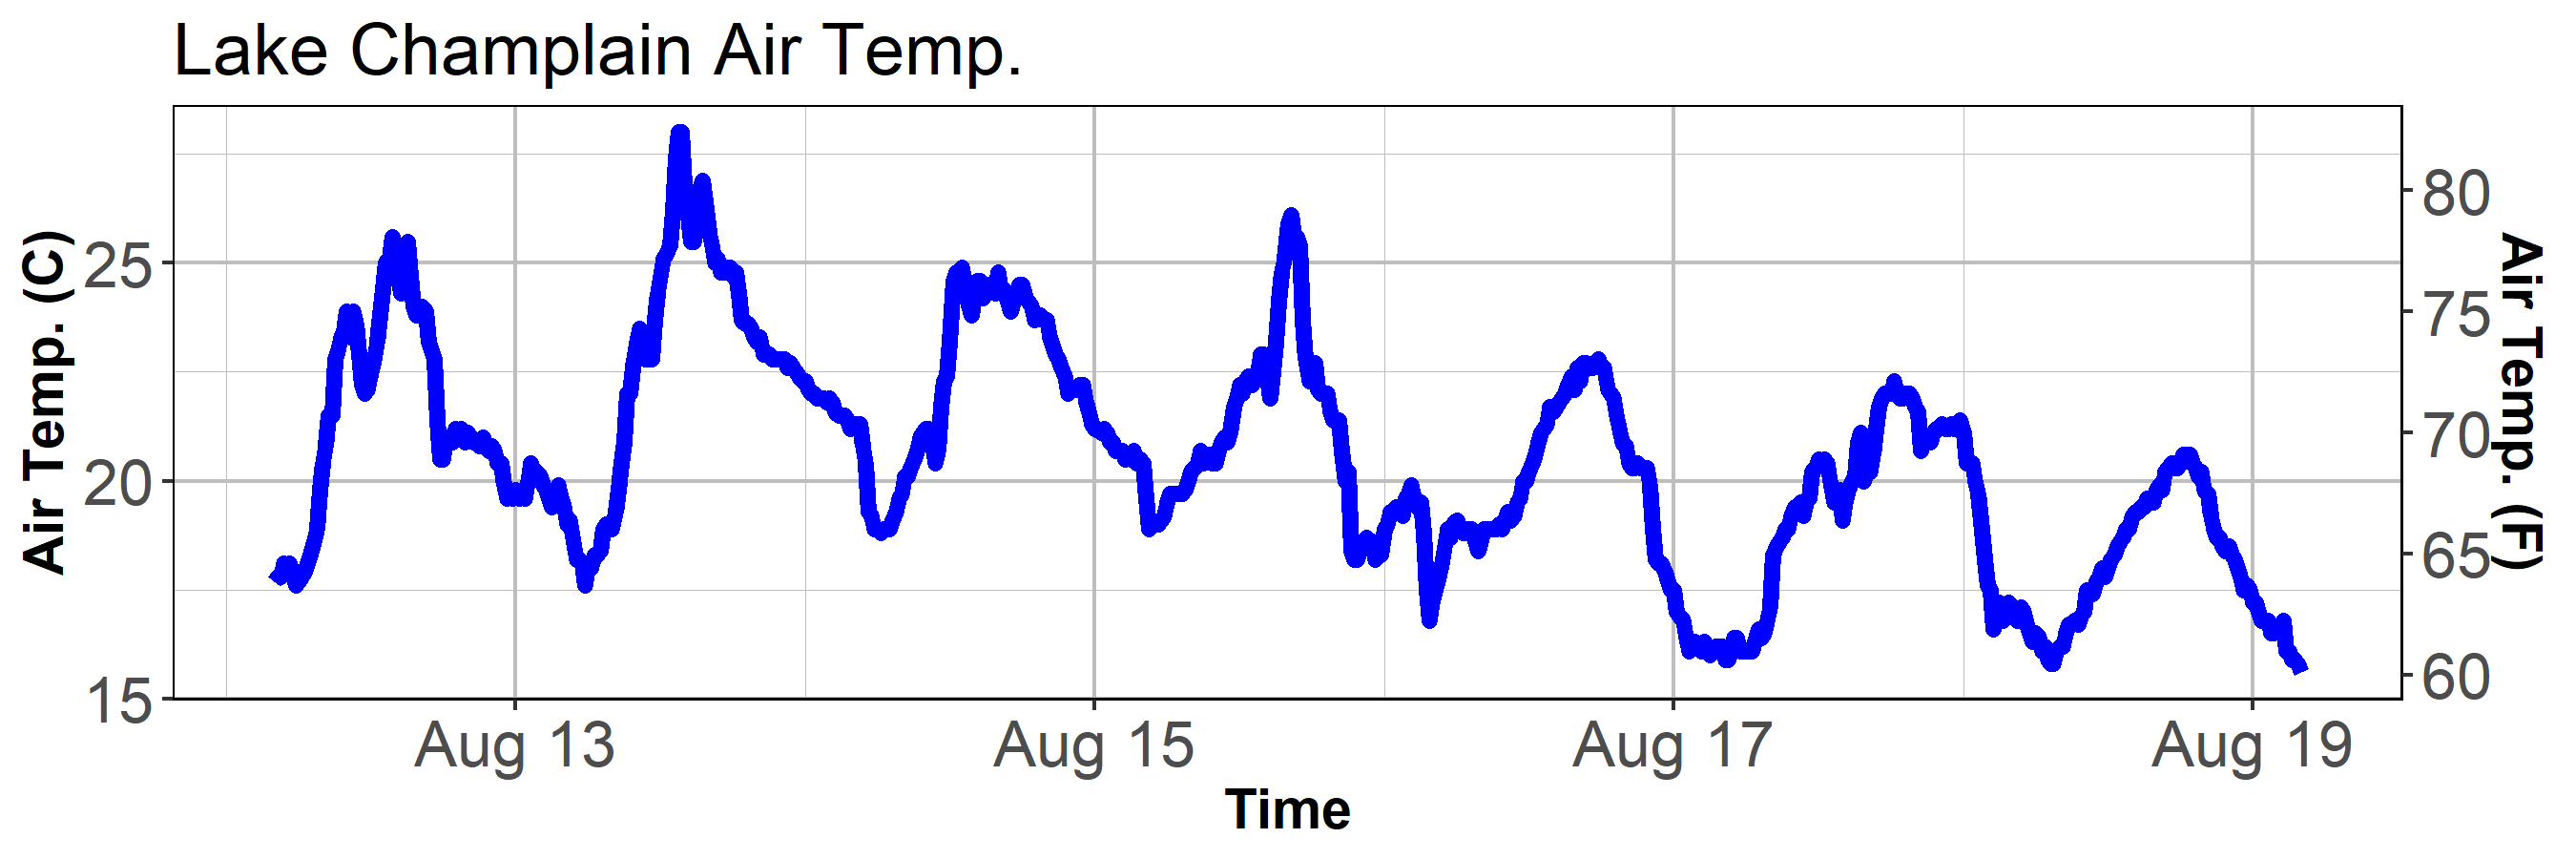 Lake Champlain Air Temp.
Air Temp. (C)
25
20
15
80
75
70
65
60
Air Temp. (F)
Aug 13 Aug 15 Aug 17 Aug 19
Time